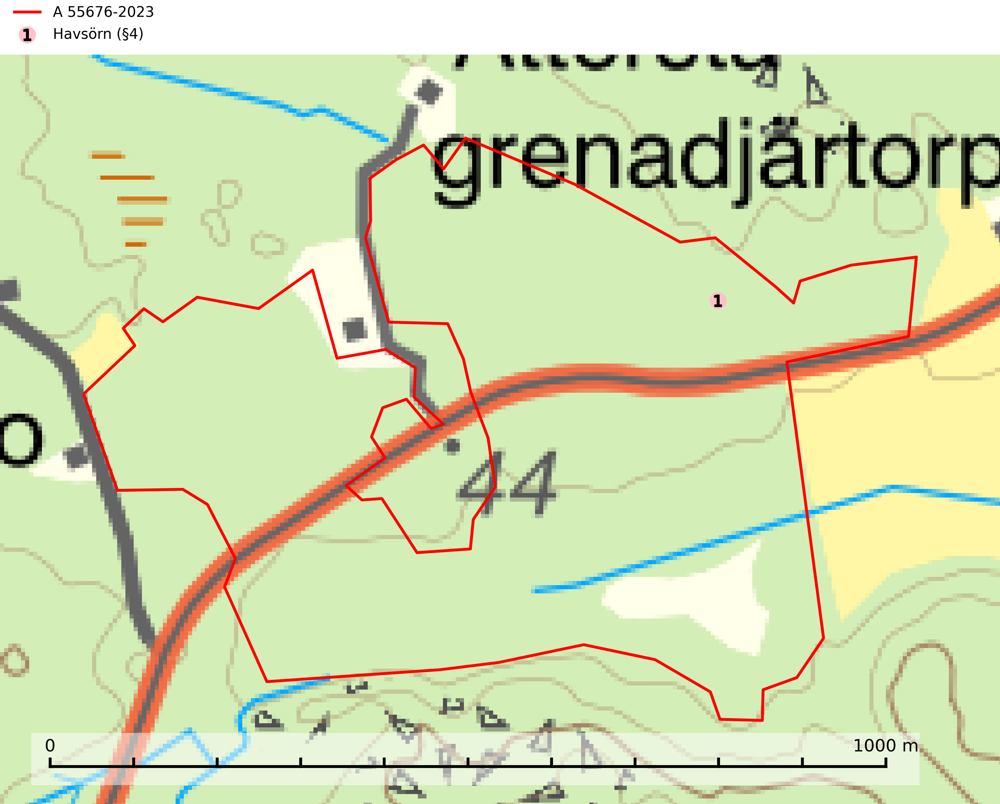 A 55676-2023
1 Havsörn (§4)
grenadjärtorp
1
o
44
0 1000 m